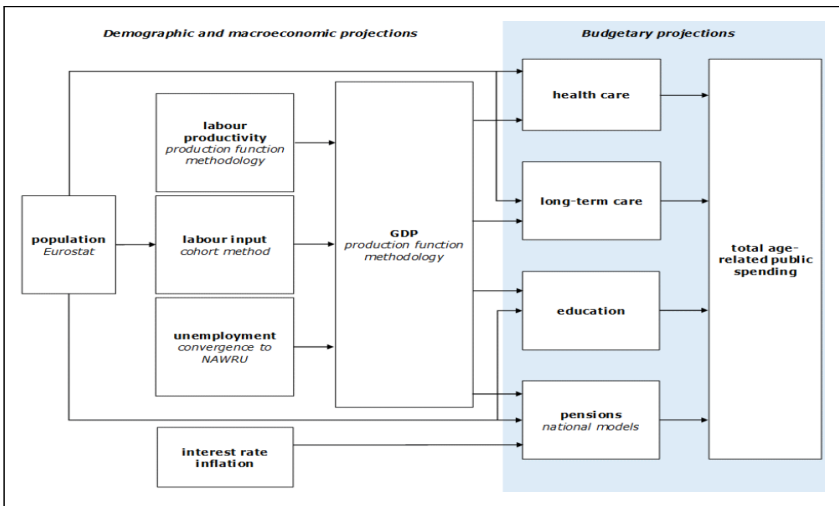 Demographic and macroeconomic projections
Budgetary projections
health care
labour
productivity
production function
methodology
long-term care
population
Eurostat
labour input
cohort method
GDP
production function
methodology
total age-
related public
spending
unemployment
convergence to
NAWRU
education
pensions
national models
interest rate
inflation